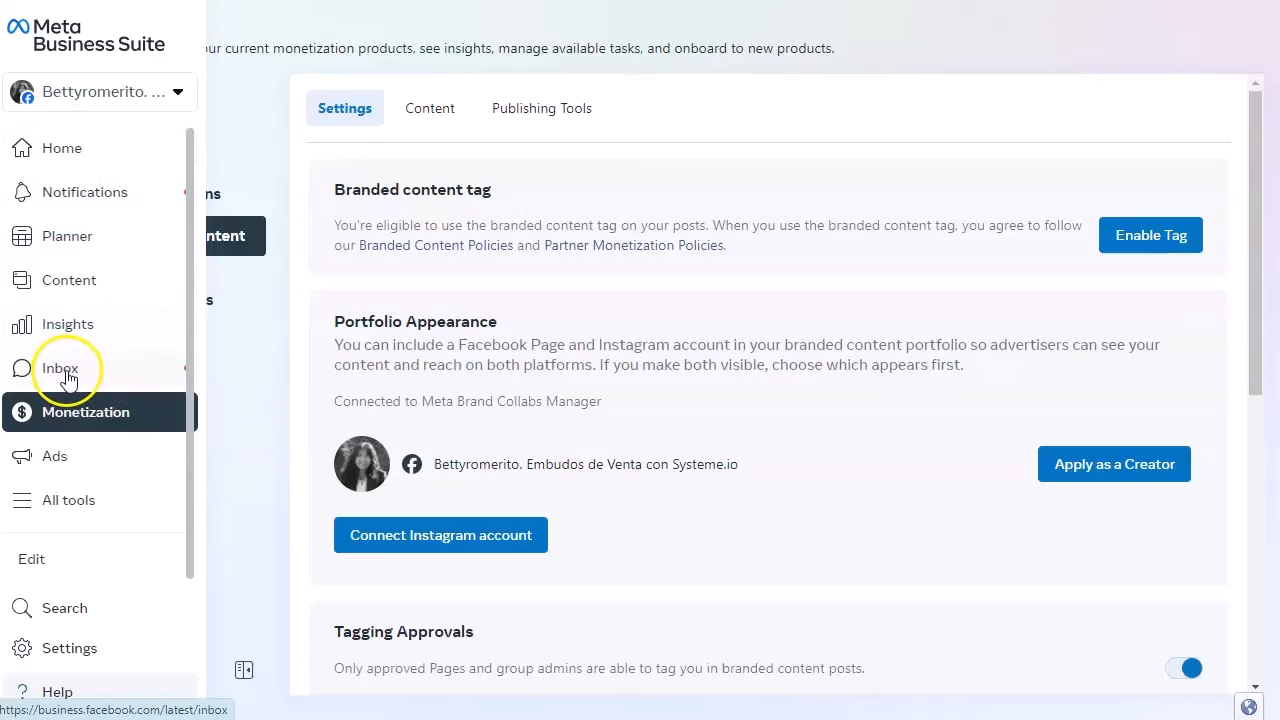 Meta
Business Suite
our current monetization products, see insights, manage available tasks, and onboard to new products.
Bettyromerito. ...
Home
Notifications
Planner
Content
Insights
Inbox
Monetization
Ads
All tools
Edit
Search
Settings
Help
https://business.facebook.com/latest/inbox
ns
ntent
s
Settings
Content
Publishing Tools
Branded content tag
You're eligible to use the branded content tag on your posts. When you use the branded content tag, you agree to follow
our Branded Content Policies and Partner Monetization Policies.
Enable Tag
Portfolio Appearance
You can include a Facebook Page and Instagram account in your branded content portfolio so advertisers can see your
content and reach on both platforms. If you make both visible, choose which appears first.
Connected to Meta Brand Collabs Manager
Bettyromerito. Embudos de Venta con Systeme.io
Apply as a Creator
Connect Instagram account
Tagging Approvals
Only approved Pages and group admins are able to tag you in branded content posts.